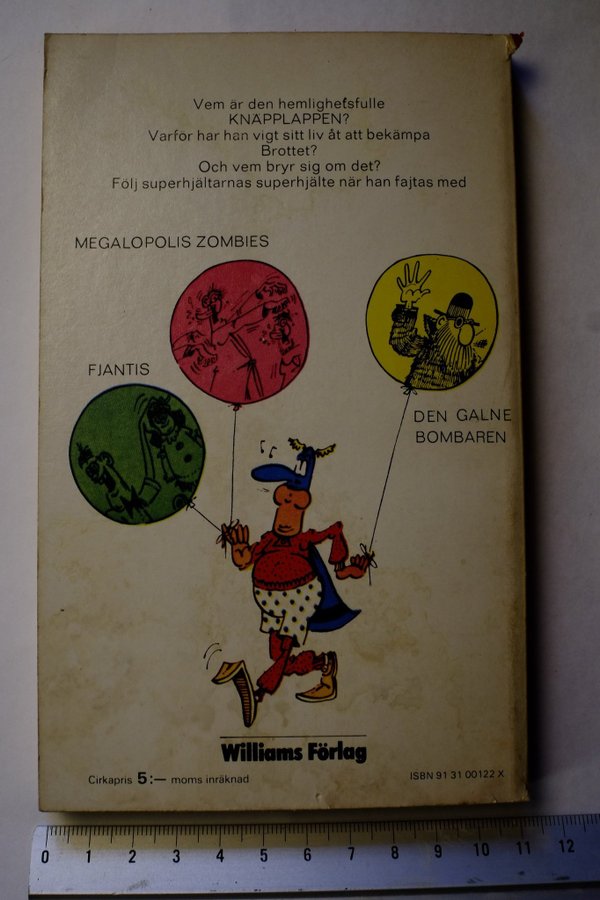 Vem är den hemlighetsfulle
KNÄPPLAPPEN?
Varför har han vigt sitt liv åt att bekämpa
Brottet?
Och vem bryr sig om det?
Följ superhjältarnas superhjälte när han fajtas med
MEGALOPOLIS ZOMBIES
FJANTIS
DEN GALNE
BOMBAREN
Williams Förlag
Cirkapris 5:— moms inräknad
ISBN 91 31 00122 X
0 1 2 3 4 5 6 7 8 9 10 11 12